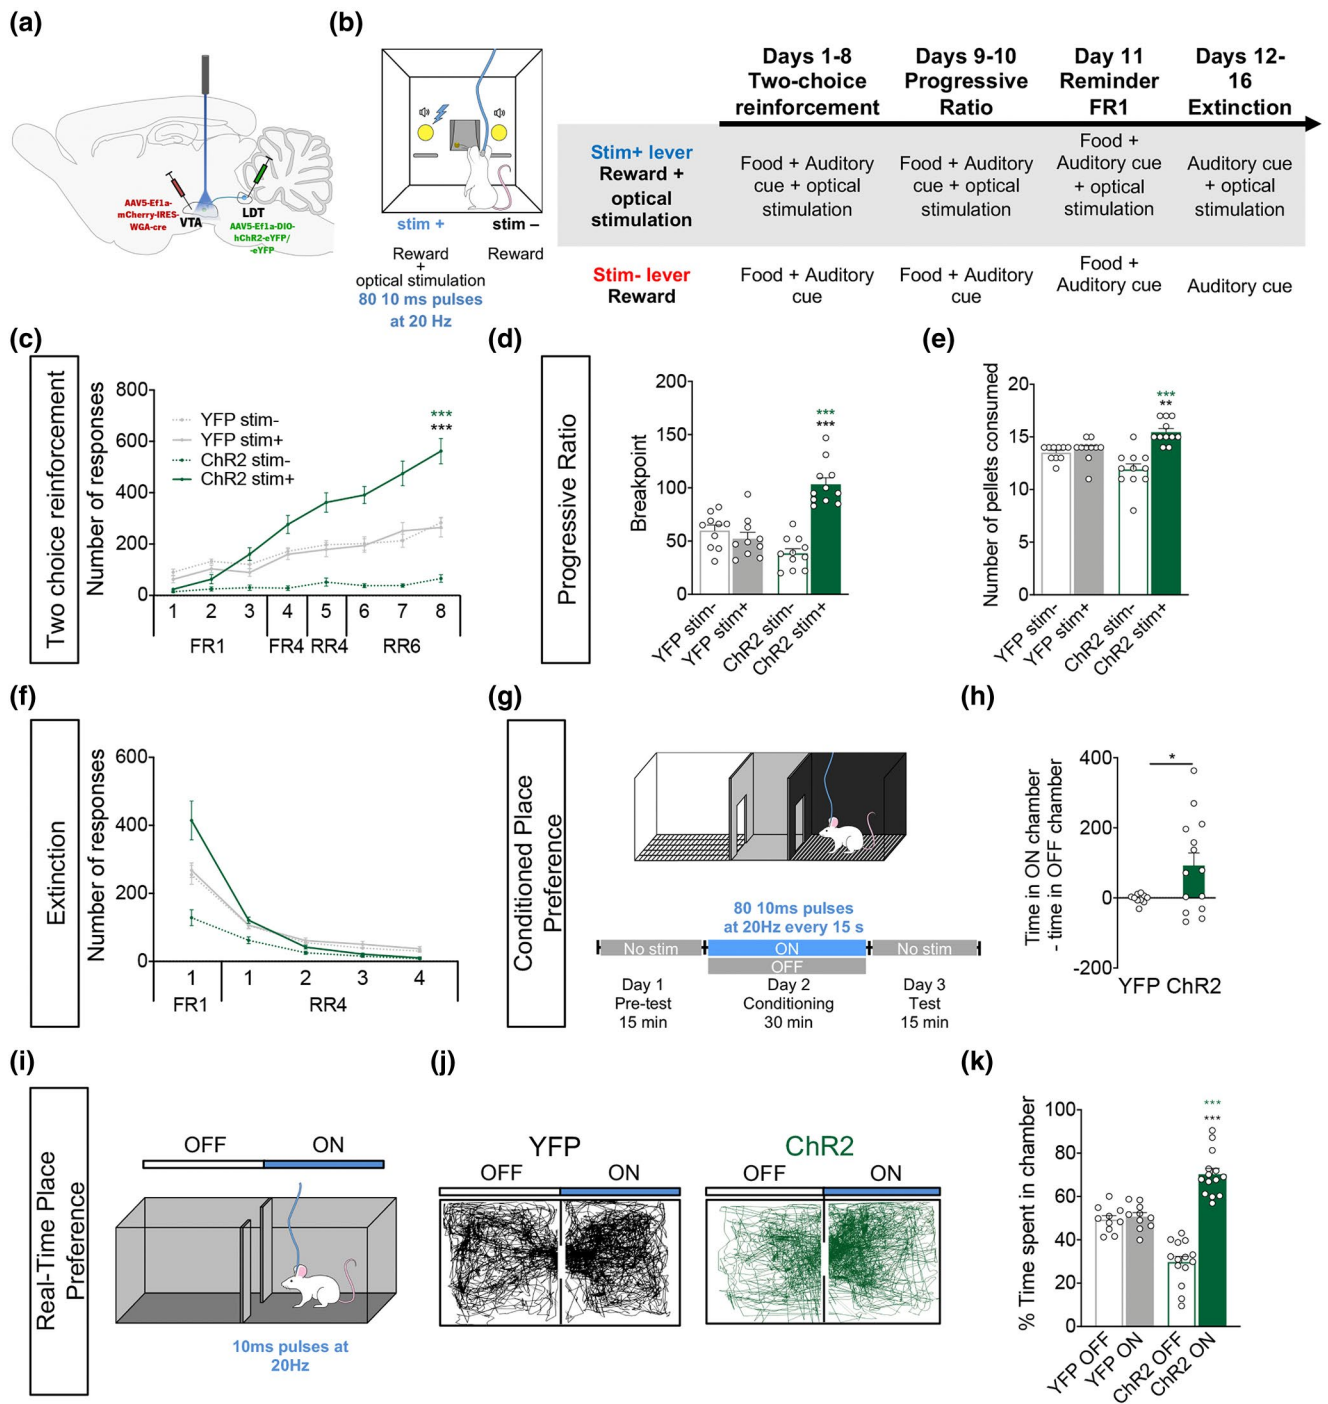 (a)
AAV5-Ef1a-
mCherry-IRES-
WGA-cre
VTA
LDT
AAV5-Ef1a-DIO-
hChR2-eYFP/
-eYFP
(b)
stim +
stim –
Reward
+
optical stimulation
Reward
80 10 ms pulses
at 20 Hz
Days 1-8
Two-choice
reinforcement
Days 9-10
Progressive
Ratio
Day 11
Reminder
FR1
Days 12-
16
Extinction
Stim+ lever
Reward +
optical
stimulation
Food + Auditory
cue + optical
stimulation
Food + Auditory
cue + optical
stimulation
Food +
Auditory cue
+ optical
stimulation
Auditory cue
+ optical
stimulation
Stim- lever
Reward
Food + Auditory
cue
Food + Auditory
cue
Food +
Auditory cue
Auditory cue
(c)
Two choice reinforcement
Number of responses
800
600
400
200
0
YFP stim-
YFP stim+
ChR2 stim-
ChR2 stim+
***
***
1 2 3 4 5 6 7 8
FR1 FR4 RR4 RR6
(d)
Progressive Ratio
Breakpoint
200
150
100
50
0
***
***
YFP stim-
YFP stim+
ChR2 stim-
ChR2 stim+
(e)
Number of pellets consumed
20
15
10
5
0
***
**
YFP stim-
YFP stim+
ChR2 stim-
ChR2 stim+
(f)
Extinction
Number of responses
600
400
200
0
1 1 2 3 4
FR1 RR4
(g)
Conditioned Place
Preference
80 10ms pulses
at 20Hz every 15 s
No stim
ON
No stim
OFF
Day 1
Pre-test
15 min
Day 2
Conditioning
30 min
Day 3
Test
15 min
(h)
Time in ON chamber
- time in OFF chamber
400
200
0
-200
*
YFP ChR2
(i)
Real-Time Place
Preference
OFF ON
10ms pulses at
20Hz
(j)
YFP
OFF ON
ChR2
OFF ON
(k)
% Time spent in chamber
100
80
60
40
20
0
***
***
YFP OFF
YFP ON
ChR2 OFF
ChR2 ON